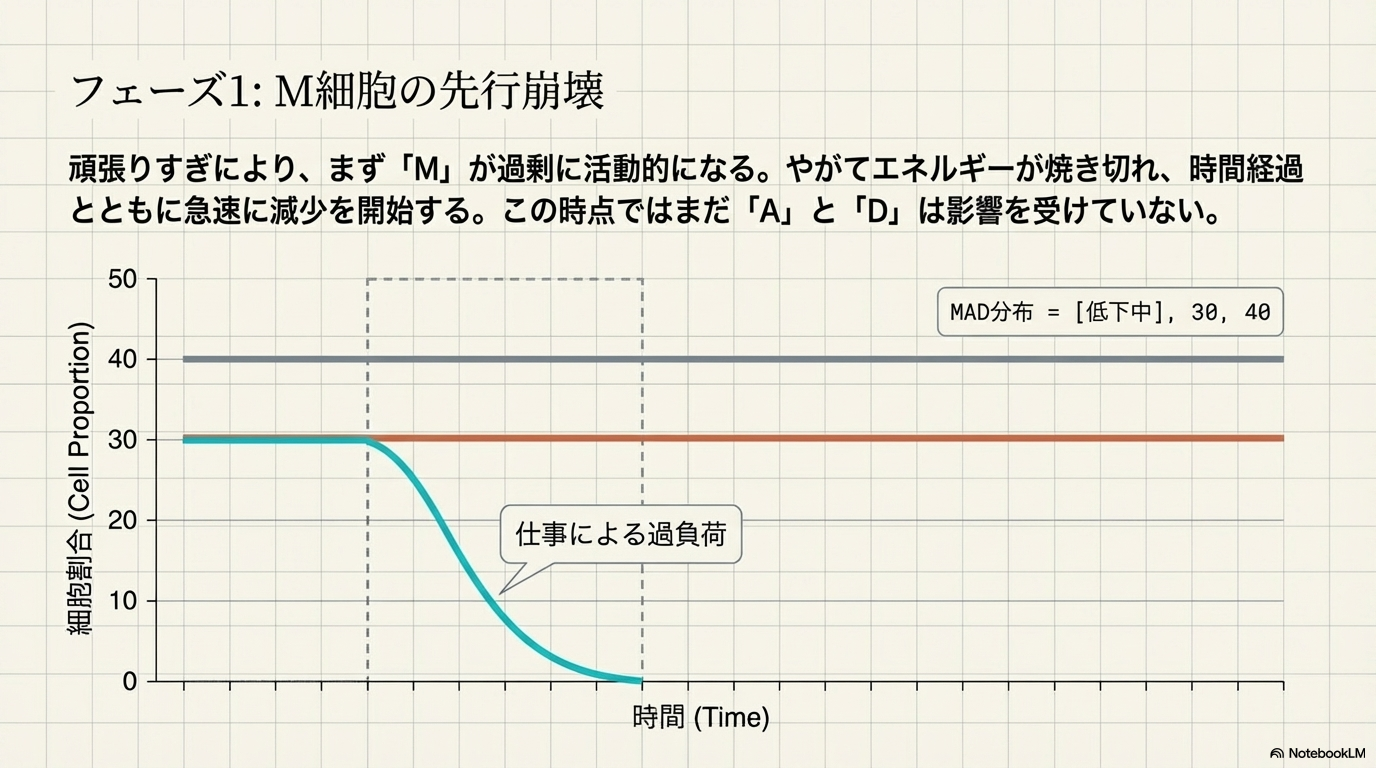 フェーズ1: M細胞の先行崩壊
頑張りすぎにより、まず「M」が過剰に活動的になる。やがてエネルギーが焼き切れ、時間経過
とともに急速に減少を開始する。この時点ではまだ「A」と「D」は影響を受けていない。
50
MAD分布 = [低下中], 30, 40
40
30
20
仕事による過負荷
10
0
細胞割合 (Cell Proportion)
時間 (Time)
NotebookLM